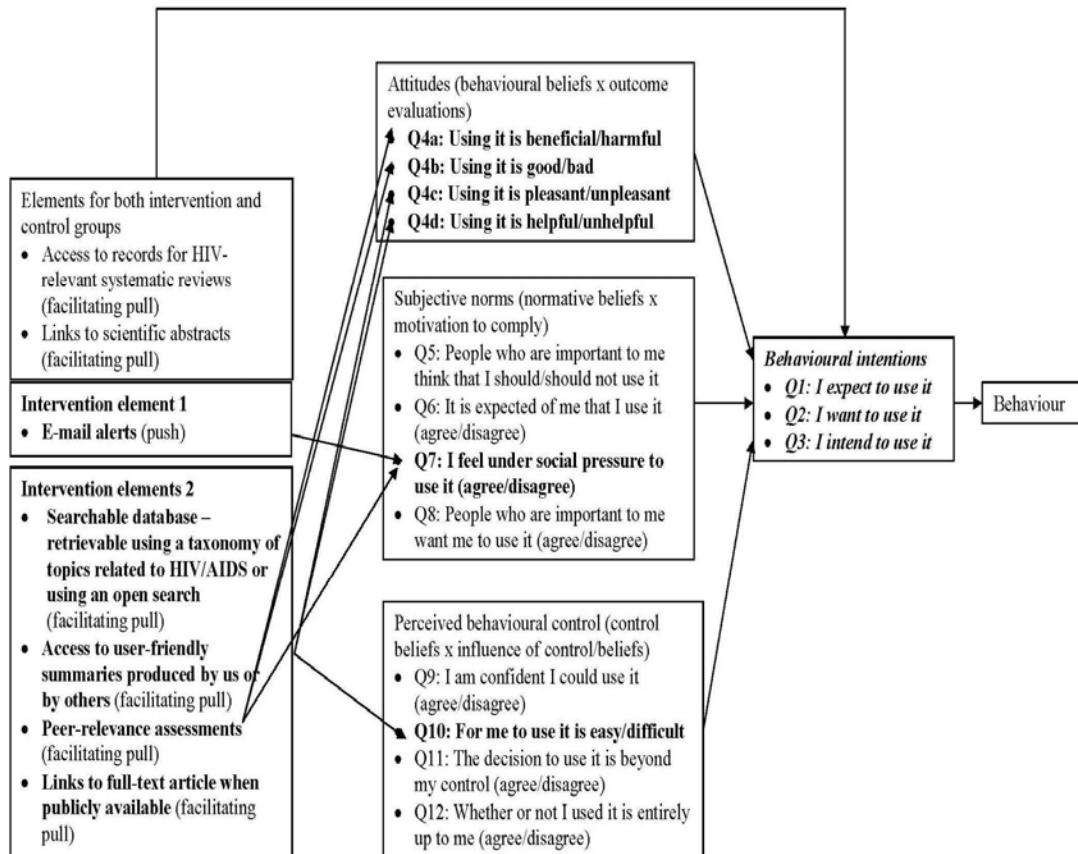 Elements for both intervention and
control groups
• Access to records for HIV-
relevant systematic reviews
(facilitating pull)
• Links to scientific abstracts
(facilitating pull)
Intervention element 1
• E-mail alerts (push)
Intervention elements 2
• Searchable database –
retrievable using a taxonomy of
topics related to HIV/AIDS or
using an open search
(facilitating pull)
• Access to user-friendly
summaries produced by us or
by others (facilitating pull)
• Peer-relevance assessments
(facilitating pull)
• Links to full-text article when
publicly available (facilitating
pull)
Attitudes (behavioural beliefs x outcome
evaluations)
• Q4a: Using it is beneficial/harmful
• Q4b: Using it is good/bad
• Q4c: Using it is pleasant/unpleasant
• Q4d: Using it is helpful/unhelpful
Subjective norms (normative beliefs x
motivation to comply)
• Q5: People who are important to me
think that I should/should not use it
• Q6: It is expected of me that I use it
(agree/disagree)
• Q7: I feel under social pressure to
use it (agree/disagree)
• Q8: People who are important to me
want me to use it (agree/disagree)
Perceived behavioural control (control
beliefs x influence of control/beliefs)
• Q9: I am confident I could use it
(agree/disagree)
• Q10: For me to use it is easy/difficult
• Q11: The decision to use it is beyond
my control (agree/disagree)
• Q12: Whether or not I used it is entirely
up to me (agree/disagree)
Behavioural intentions
• Q1: I expect to use it
• Q2: I want to use it
• Q3: I intend to use it
Behaviour